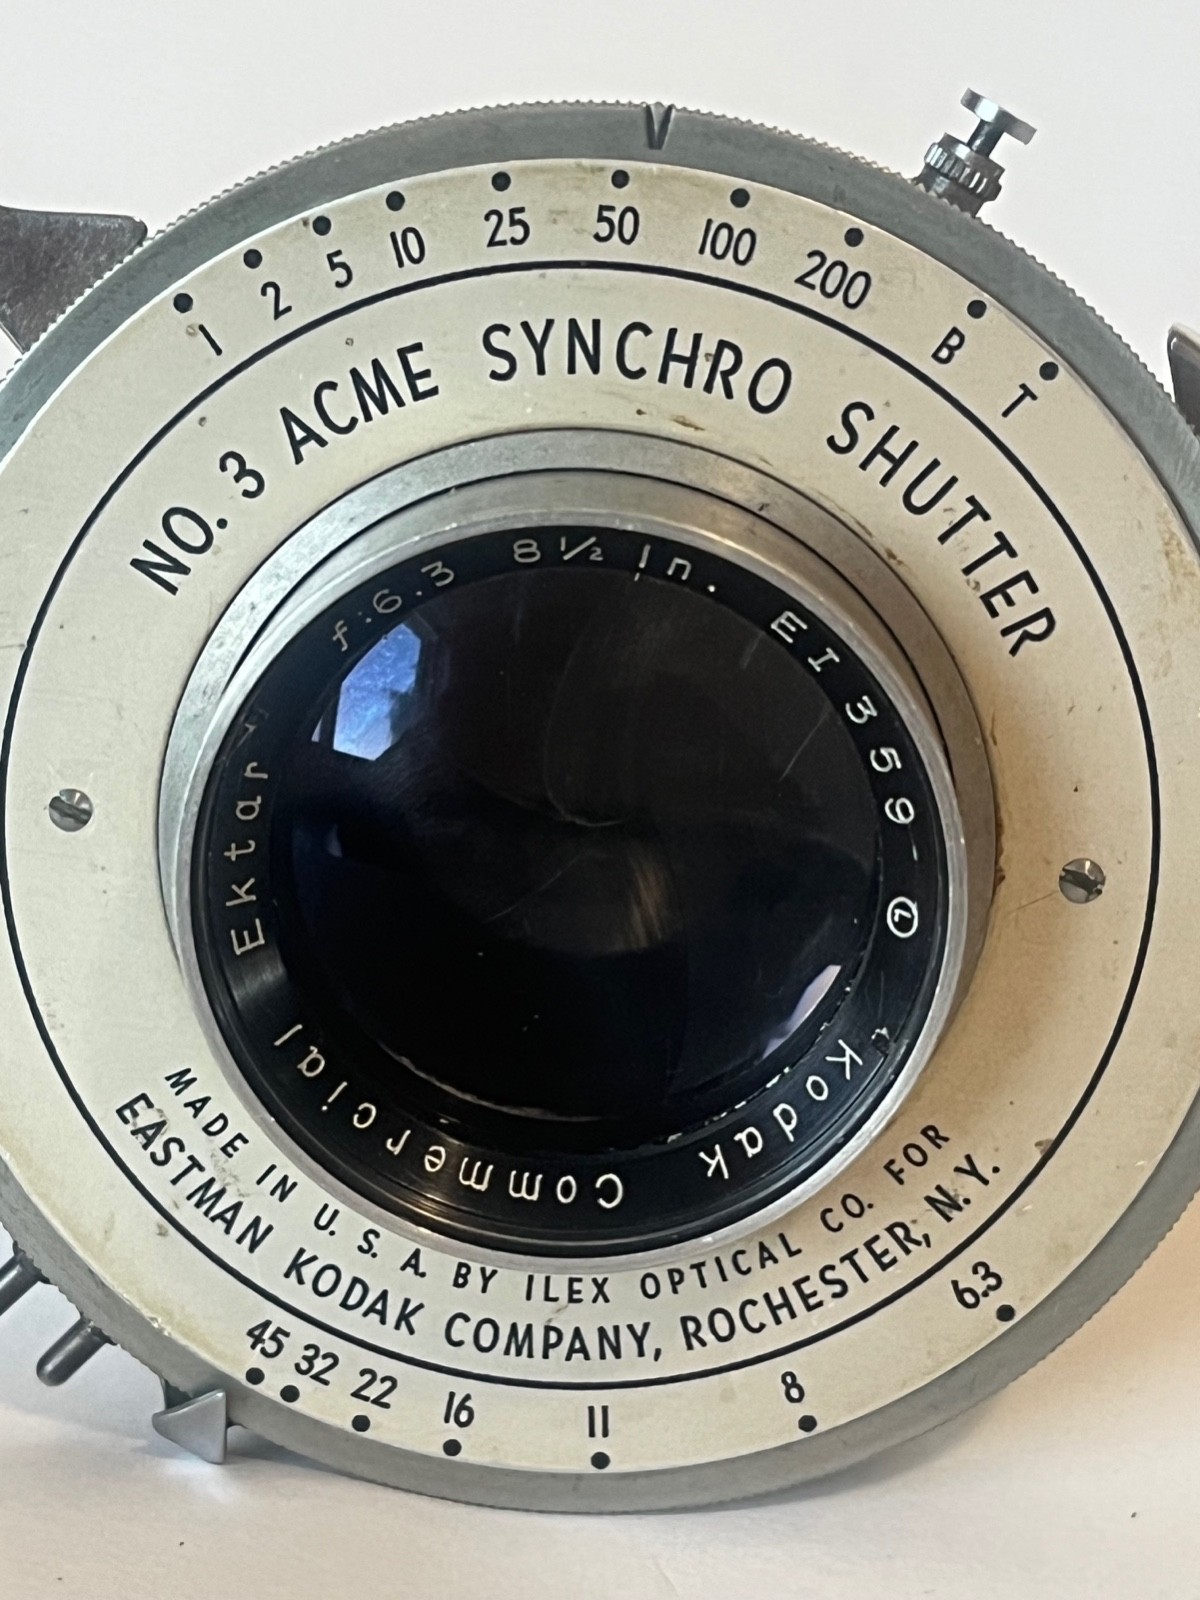 1 2 5 10 25 50 100 200 B T
NO. 3 ACME SYNCHRO SHUTTER
f:6.3 8½ In. EI359 Ⓛ
Kodak Commercial Ektar
MADE IN U. S. A. BY ILEX OPTICAL CO. FOR
EASTMAN KODAK COMPANY, ROCHESTER, N. Y.
45 32 22 16 11 8 6.3